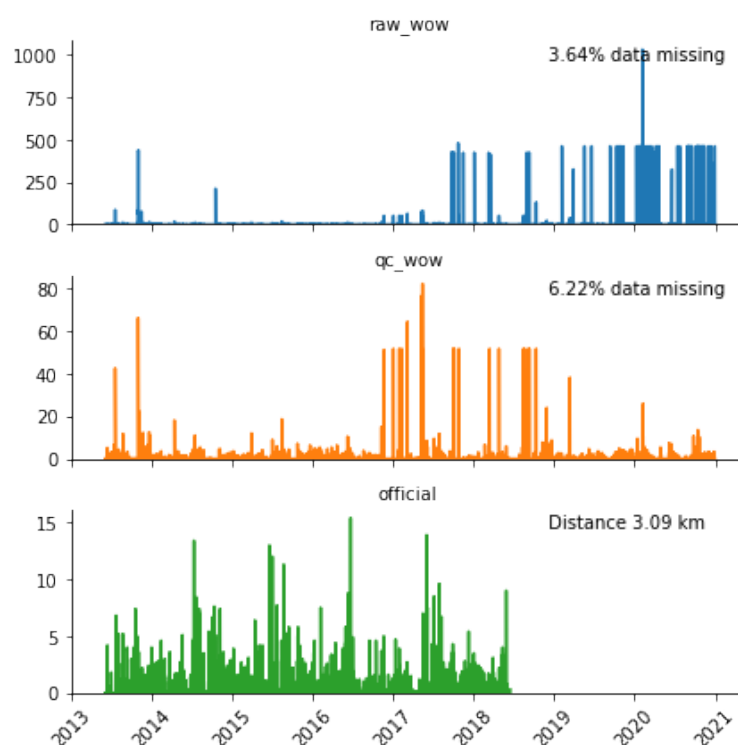 raw_wow
3.64% data missing
1000
750
500
250
0
qc_wow
6.22% data missing
80
60
40
20
0
official
Distance 3.09 km
15
10
5
0
2013 2014 2015 2016 2017 2018 2019 2020 2021